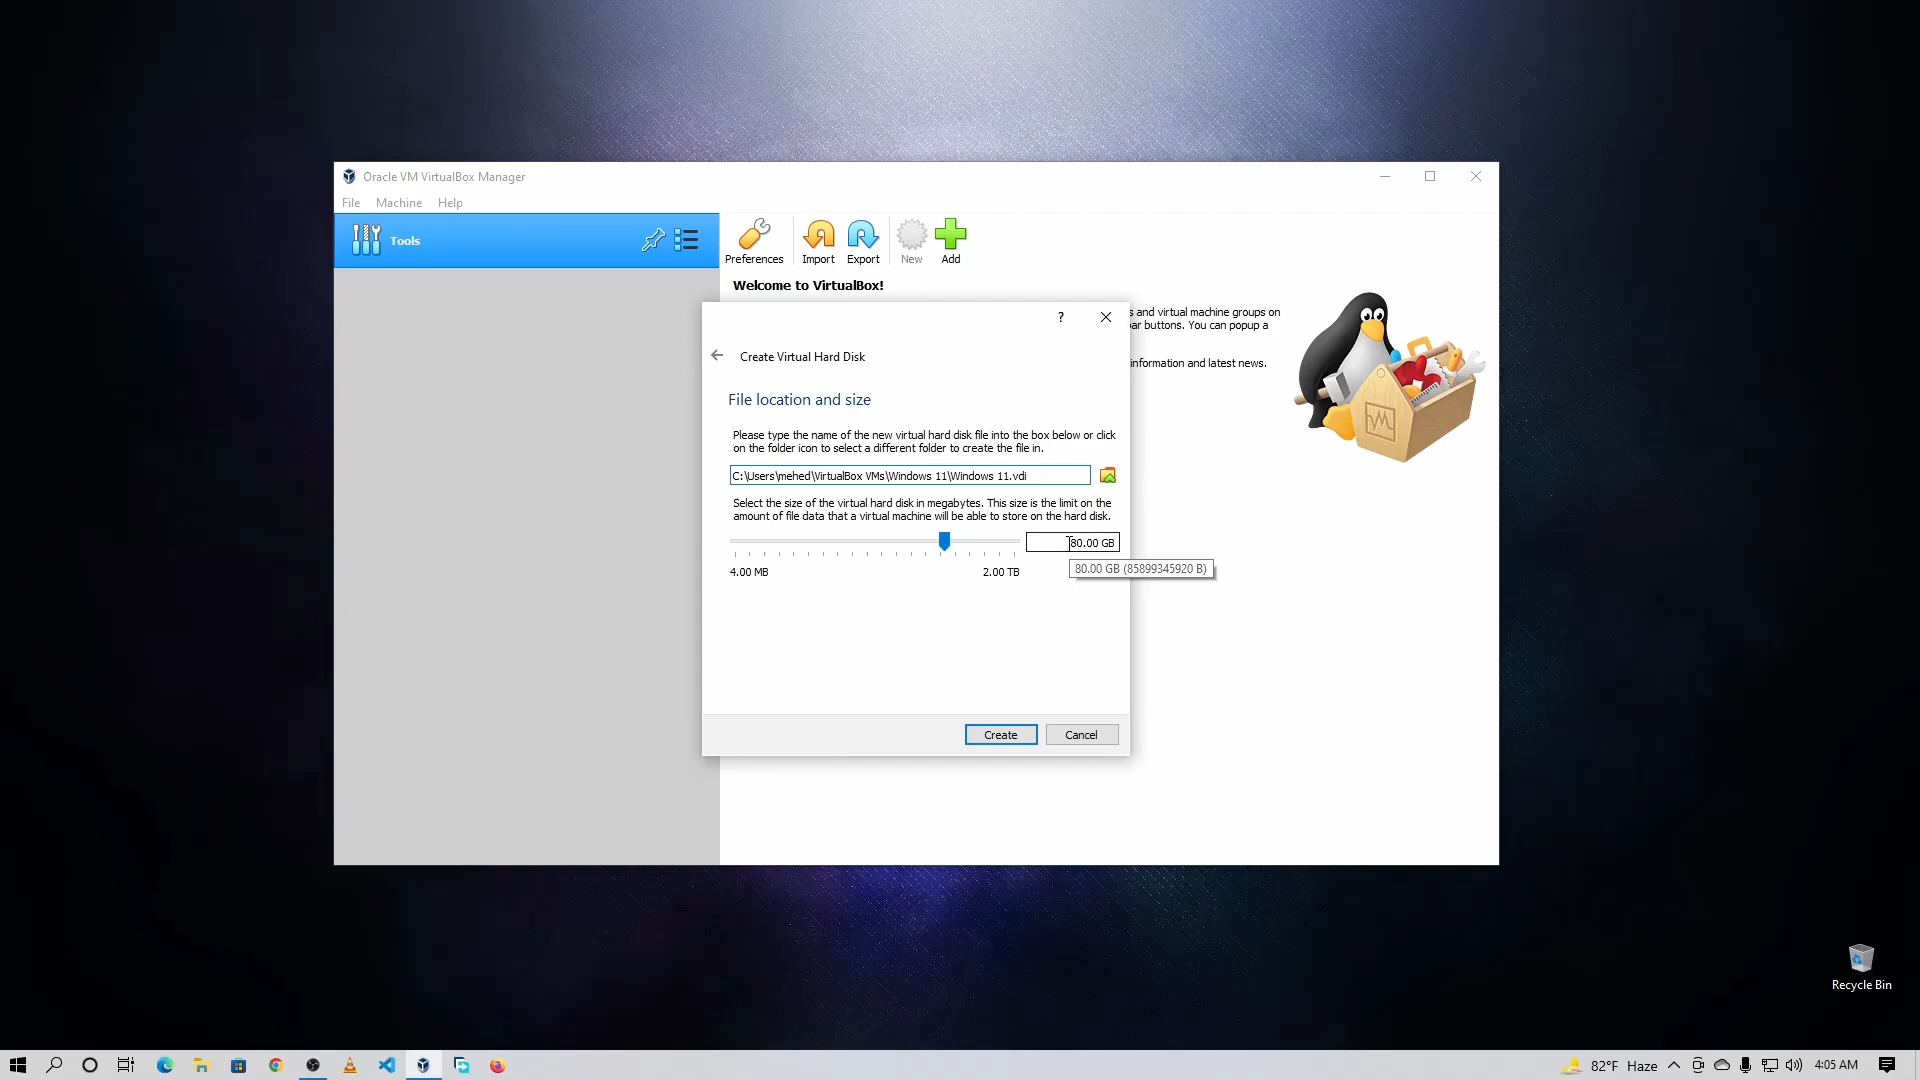 Oracle VM VirtualBox Manager
File Machine Help
Tools
Preferences Import Export New Add
Welcome to VirtualBox!
s and virtual machine groups on
bar buttons. You can popup a
information and latest news.
?
Create Virtual Hard Disk
File location and size
Please type the name of the new virtual hard disk file into the box below or click
on the folder icon to select a different folder to create the file in.
C:\Users\mehed\VirtualBox VMs\Windows 11\Windows 11.vdi
Select the size of the virtual hard disk in megabytes. This size is the limit on the
amount of file data that a virtual machine will be able to store on the hard disk.
80.00 GB
4.00 MB 2.00 TB
80.00 GB (85899345920 B)
Create Cancel
Recycle Bin
82°F Haze 4:05 AM